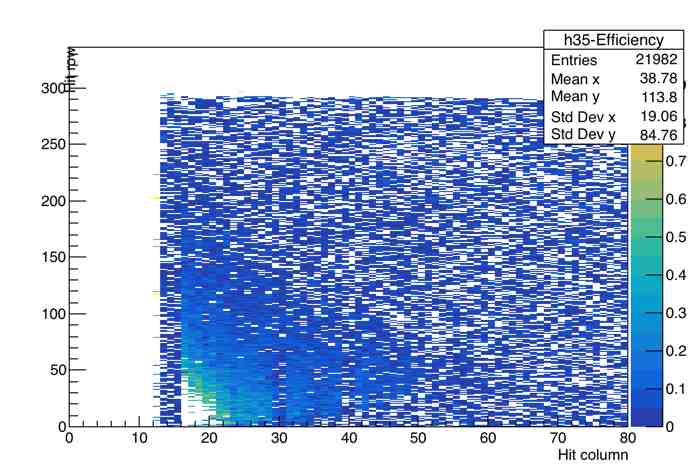 h35-Efficiency
Entries 21982
Mean x 38.78
Mean y 113.8
Std Dev x 19.06
Std Dev y 84.76
Hit row
300
250
200
150
100
50
0
0 10 20 30 40 50 60 70 80
Hit column
0.7
0.6
0.5
0.4
0.3
0.2
0.1
0